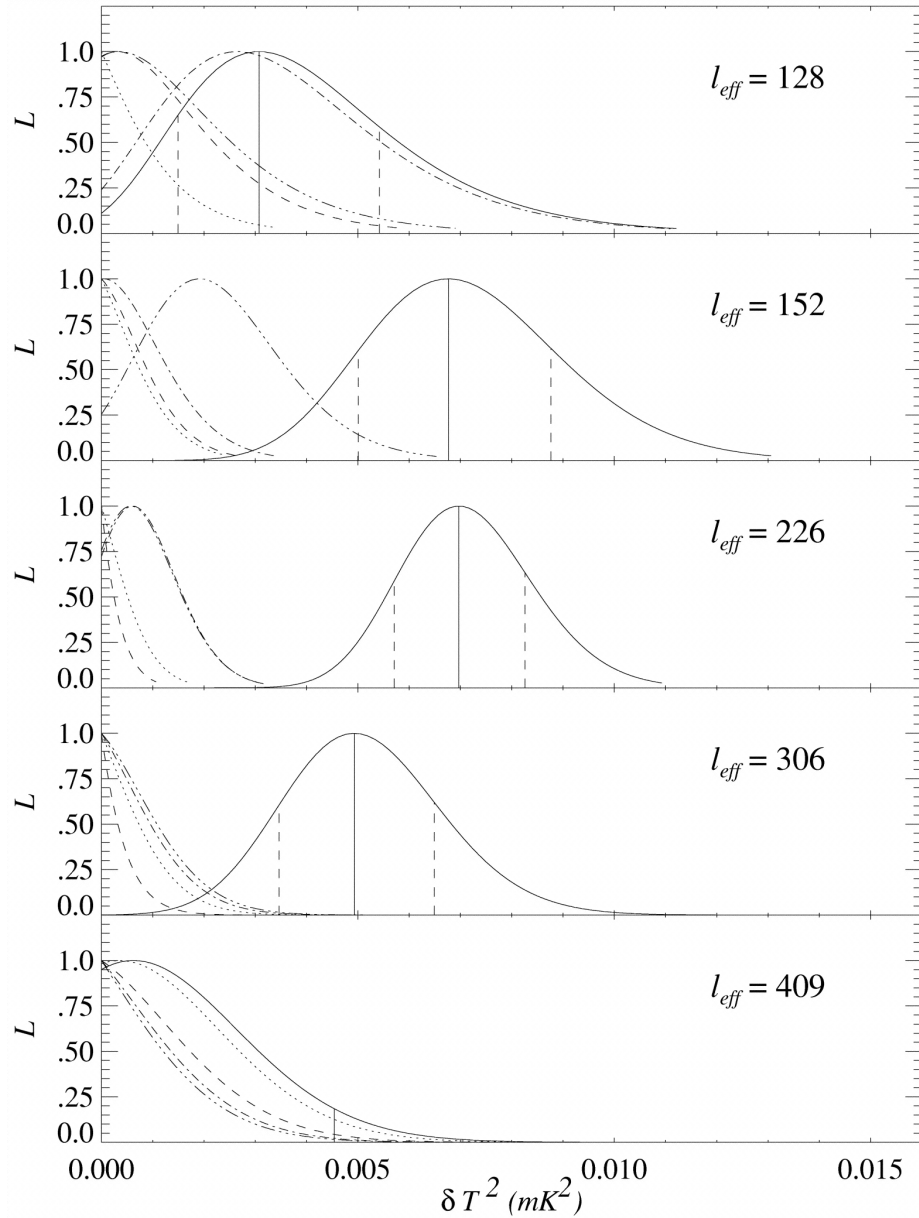 1.0
.75
.50
.25
0.0
L
l_eff = 128
1.0
.75
.50
.25
0.0
L
l_eff = 152
1.0
.75
.50
.25
0.0
L
l_eff = 226
1.0
.75
.50
.25
0.0
L
l_eff = 306
1.0
.75
.50
.25
0.0
L
l_eff = 409
0.000 0.005 0.010 0.015
δ T² (mK²)